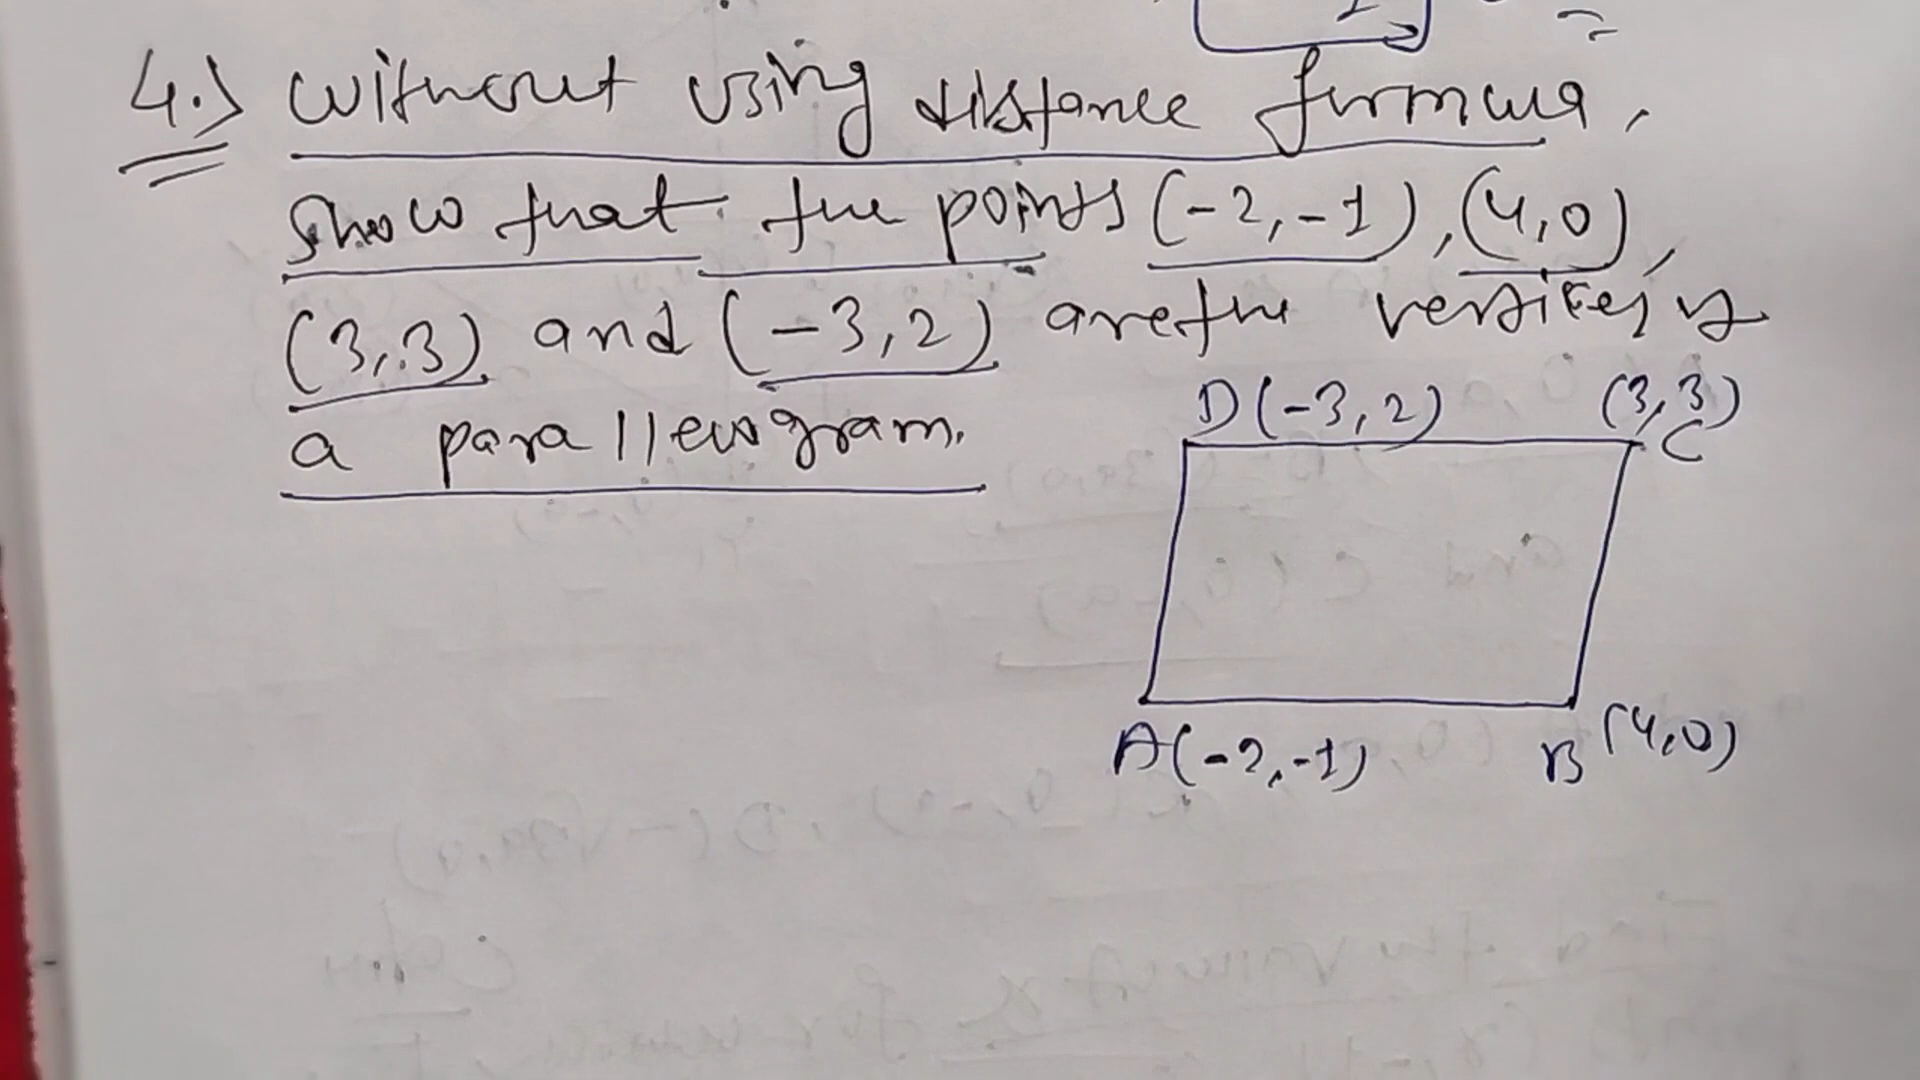 4.) Without using distance formula,
Show that the points (-2,-1), (4,0),
(3,3) and (-3,2) are the vertices of
a parallelogram.
D(-3,2) (3,3)
C
A(-2,-1) B (4,0)